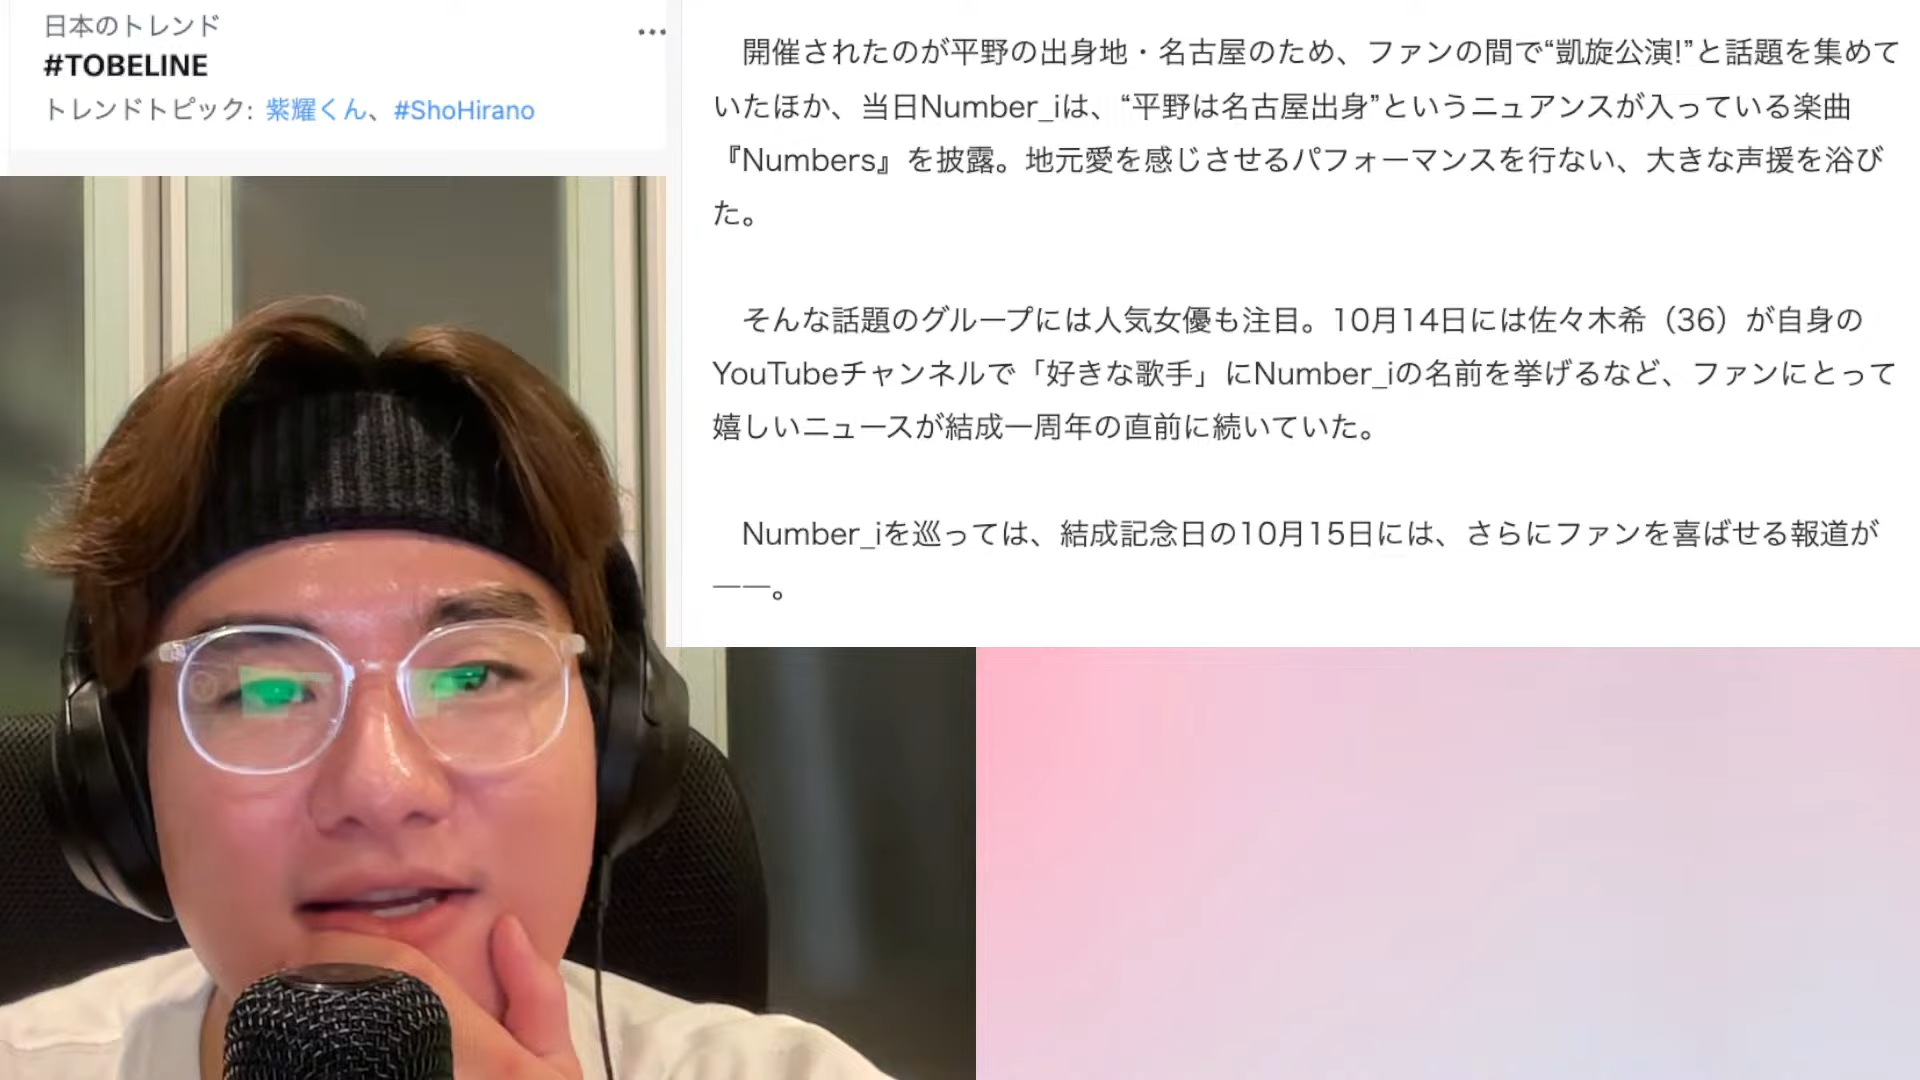 日本のトレンド
#TOBELINE
トレンドトピック: 紫耀くん、#ShoHirano
開催されたのが平野の出身地・名古屋のため、ファンの間で“凱旋公演!”と話題を集めて
いたほか、当日Number_iは、“平野は名古屋出身”というニュアンスが入っている楽曲
『Numbers』を披露。地元愛を感じさせるパフォーマンスを行ない、大きな声援を浴び
た。
そんな話題のグループには人気女優も注目。10月14日には佐々木希（36）が自身の
YouTubeチャンネルで「好きな歌手」にNumber_iの名前を挙げるなど、ファンにとって
嬉しいニュースが結成一周年の直前に続いていた。
Number_iを巡っては、結成記念日の10月15日には、さらにファンを喜ばせる報道が
――。